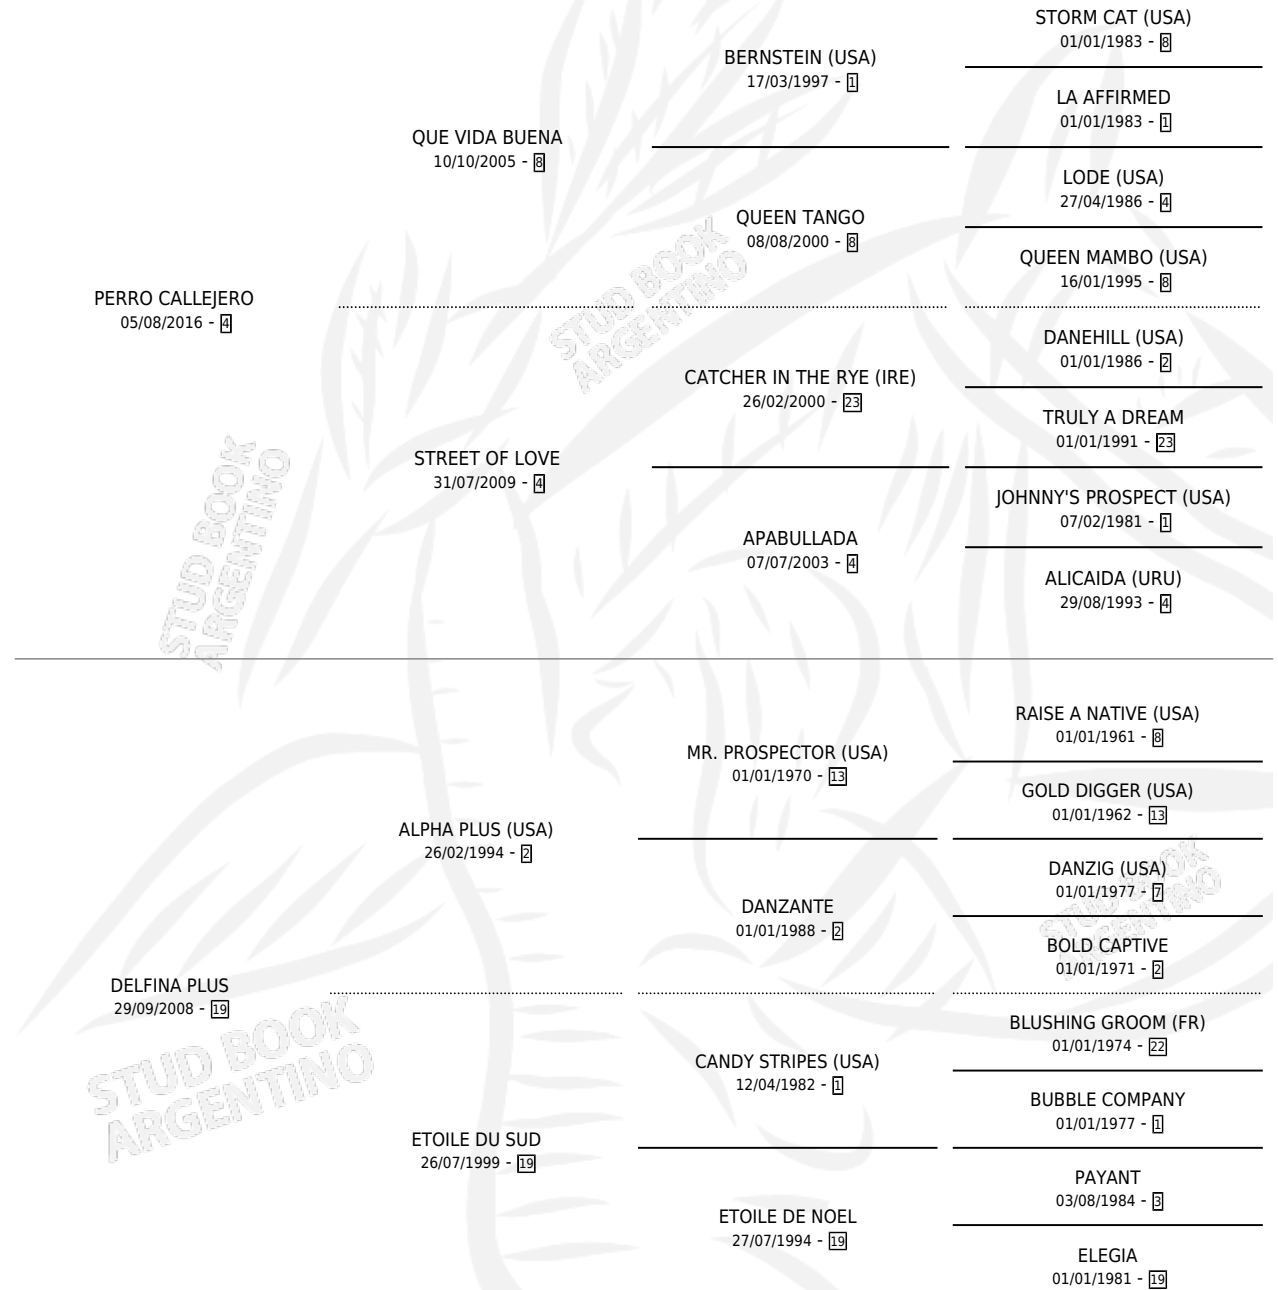 STORM CAT (USA)
01/01/1983 - 8
BERNSTEIN (USA)
17/03/1997 - 1
LA AFFIRMED
01/01/1983 - 1
QUE VIDA BUENA
10/10/2005 - 8
LODE (USA)
27/04/1986 - 4
QUEEN TANGO
08/08/2000 - 8
QUEEN MAMBO (USA)
16/01/1995 - 8
PERRO CALLEJERO
05/08/2016 - 4
DANEHILL (USA)
01/01/1986 - 2
CATCHER IN THE RYE (IRE)
26/02/2000 - 23
TRULY A DREAM
01/01/1991 - 23
STREET OF LOVE
31/07/2009 - 4
JOHNNY'S PROSPECT (USA)
07/02/1981 - 1
APABULLADA
07/07/2003 - 4
ALICAIDA (URU)
29/08/1993 - 4
RAISE A NATIVE (USA)
01/01/1961 - 8
MR. PROSPECTOR (USA)
01/01/1970 - 13
GOLD DIGGER (USA)
01/01/1962 - 13
ALPHA PLUS (USA)
26/02/1994 - 2
DANZIG (USA)
01/01/1977 - 7
DANZANTE
01/01/1988 - 2
BOLD CAPTIVE
01/01/1971 - 2
DELFINA PLUS
29/09/2008 - 19
BLUSHING GROOM (FR)
01/01/1974 - 22
CANDY STRIPES (USA)
12/04/1982 - 1
BUBBLE COMPANY
01/01/1977 - 1
ETOILE DU SUD
26/07/1999 - 19
PAYANT
03/08/1984 - 3
ETOILE DE NOEL
27/07/1994 - 19
ELEGIA
01/01/1981 - 19
STUD BOOK
ARGENTINO
STUD BOOK
ARGENTINO
STUD BOOK
ARGENTINO
STUD BOOK
ARGENTINO